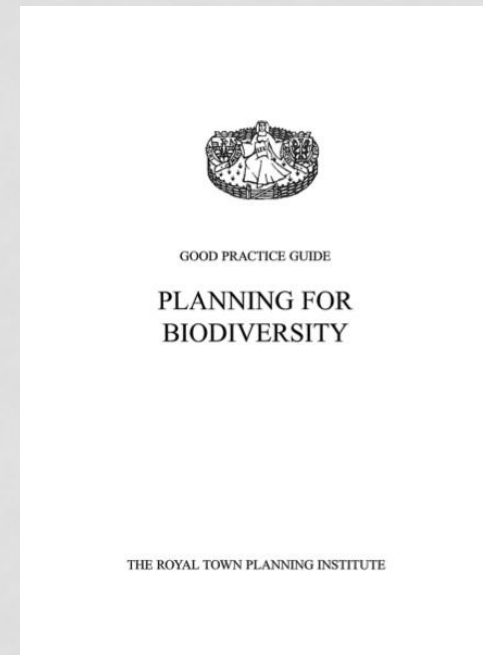 GOOD PRACTICE GUIDE
PLANNING FOR
BIODIVERSITY
THE ROYAL TOWN PLANNING INSTITUTE